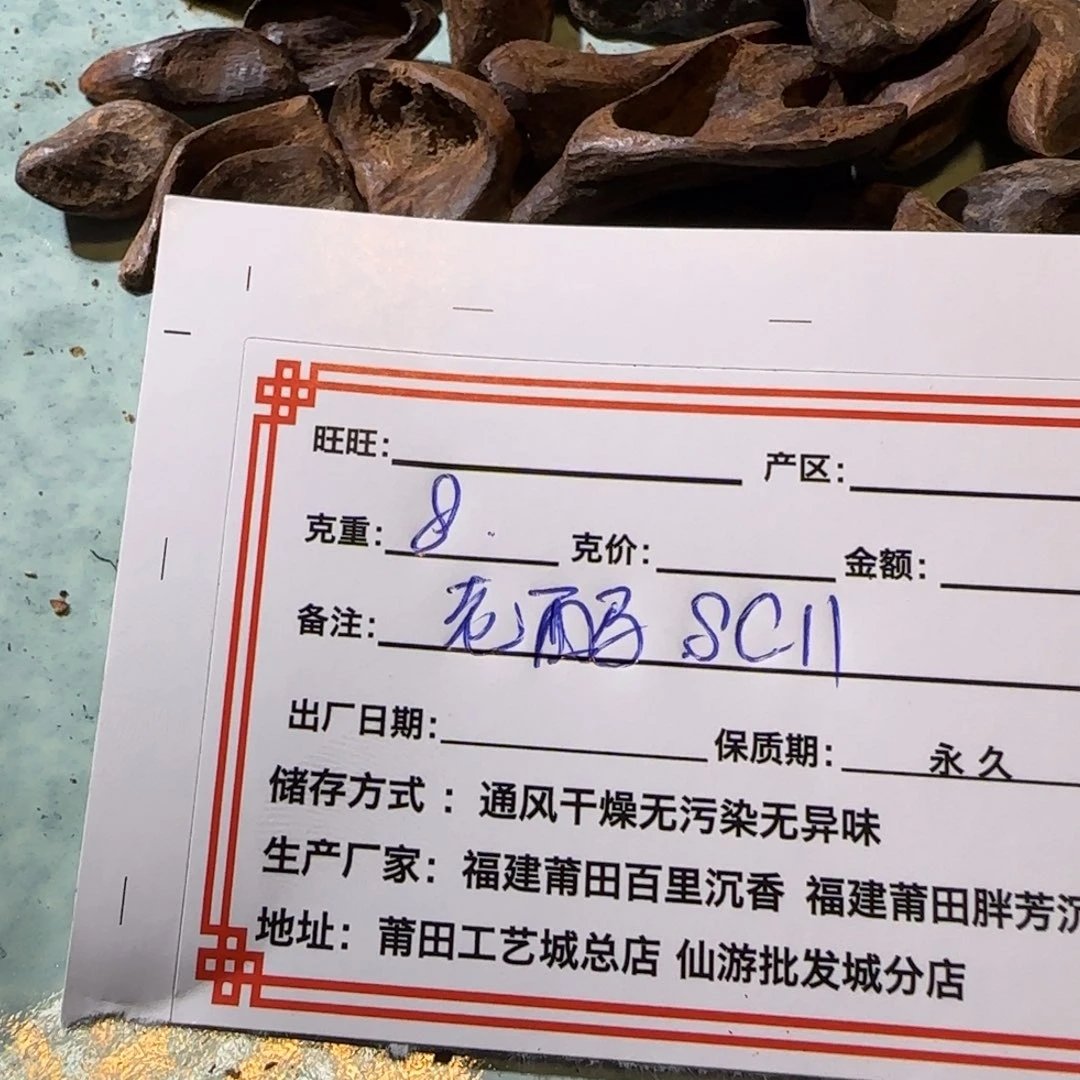 旺旺： 产区：
克重：8. 克价： 金额：
备注：老 SC11
出厂日期： 保质期：永久
储存方式：通风干燥无污染无异味
生产厂家：福建莆田百里沉香 福建莆田胖芳沉
地址：莆田工艺城总店 仙游批发城分店